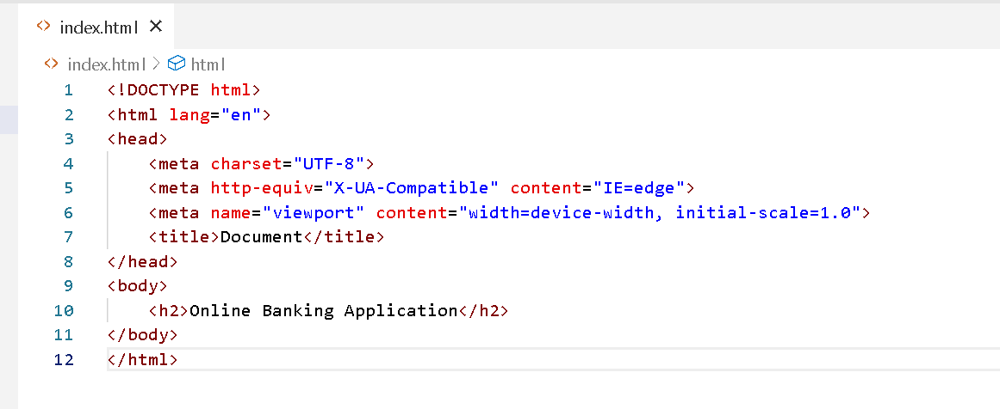 index.html
index.html > html
1 <!DOCTYPE html>
2 <html lang="en">
3 <head>
4     <meta charset="UTF-8">
5     <meta http-equiv="X-UA-Compatible" content="IE=edge">
6     <meta name="viewport" content="width=device-width, initial-scale=1.0">
7     <title>Document</title>
8 </head>
9 <body>
10     <h2>Online Banking Application</h2>
11 </body>
12 </html>